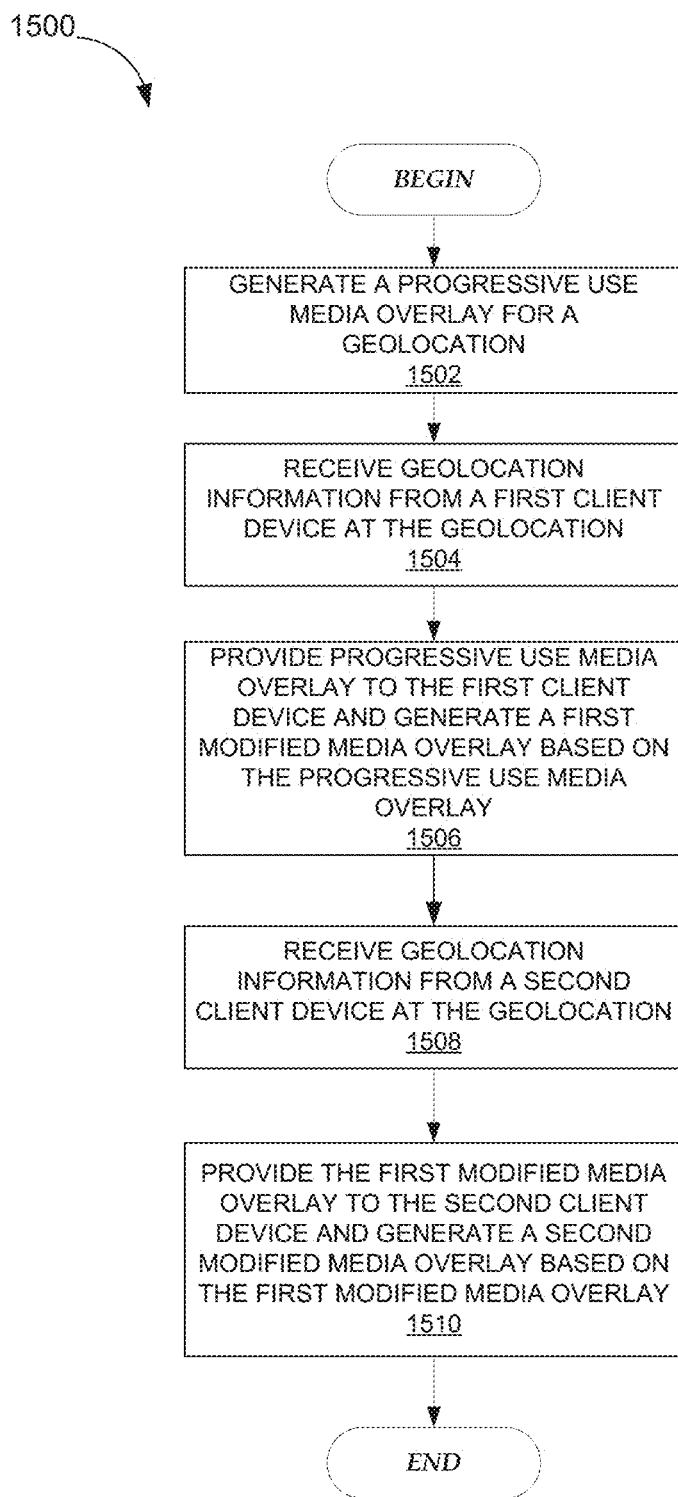 1500
BEGIN
GENERATE A PROGRESSIVE USE
MEDIA OVERLAY FOR A
GEOLOCATION
1502
RECEIVE GEOLOCATION
INFORMATION FROM A FIRST CLIENT
DEVICE AT THE GEOLOCATION
1504
PROVIDE PROGRESSIVE USE MEDIA
OVERLAY TO THE FIRST CLIENT
DEVICE AND GENERATE A FIRST
MODIFIED MEDIA OVERLAY BASED ON
THE PROGRESSIVE USE MEDIA
OVERLAY
1506
RECEIVE GEOLOCATION
INFORMATION FROM A SECOND
CLIENT DEVICE AT THE GEOLOCATION
1508
PROVIDE THE FIRST MODIFIED MEDIA
OVERLAY TO THE SECOND CLIENT
DEVICE AND GENERATE A SECOND
MODIFIED MEDIA OVERLAY BASED ON
THE FIRST MODIFIED MEDIA OVERLAY
1510
END